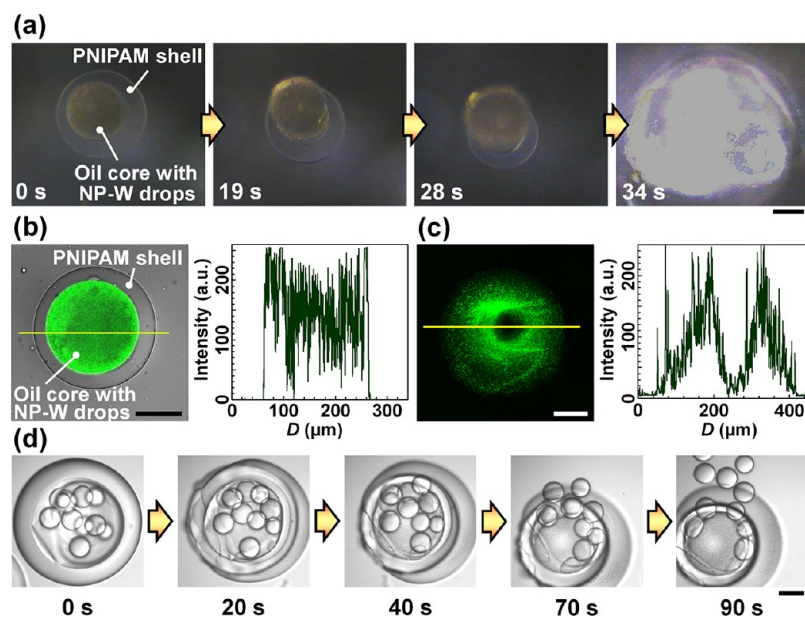 (a)
PNIPAM shell
Oil core with
NP-W drops
0 s
19 s
28 s
34 s
(b)
PNIPAM shell
Oil core with
NP-W drops
Intensity (a.u.)
200
100
0
0
100
200
300
D (μm)
(c)
Intensity (a.u.)
200
100
0
0
200
400
D (μm)
(d)
0 s
20 s
40 s
70 s
90 s